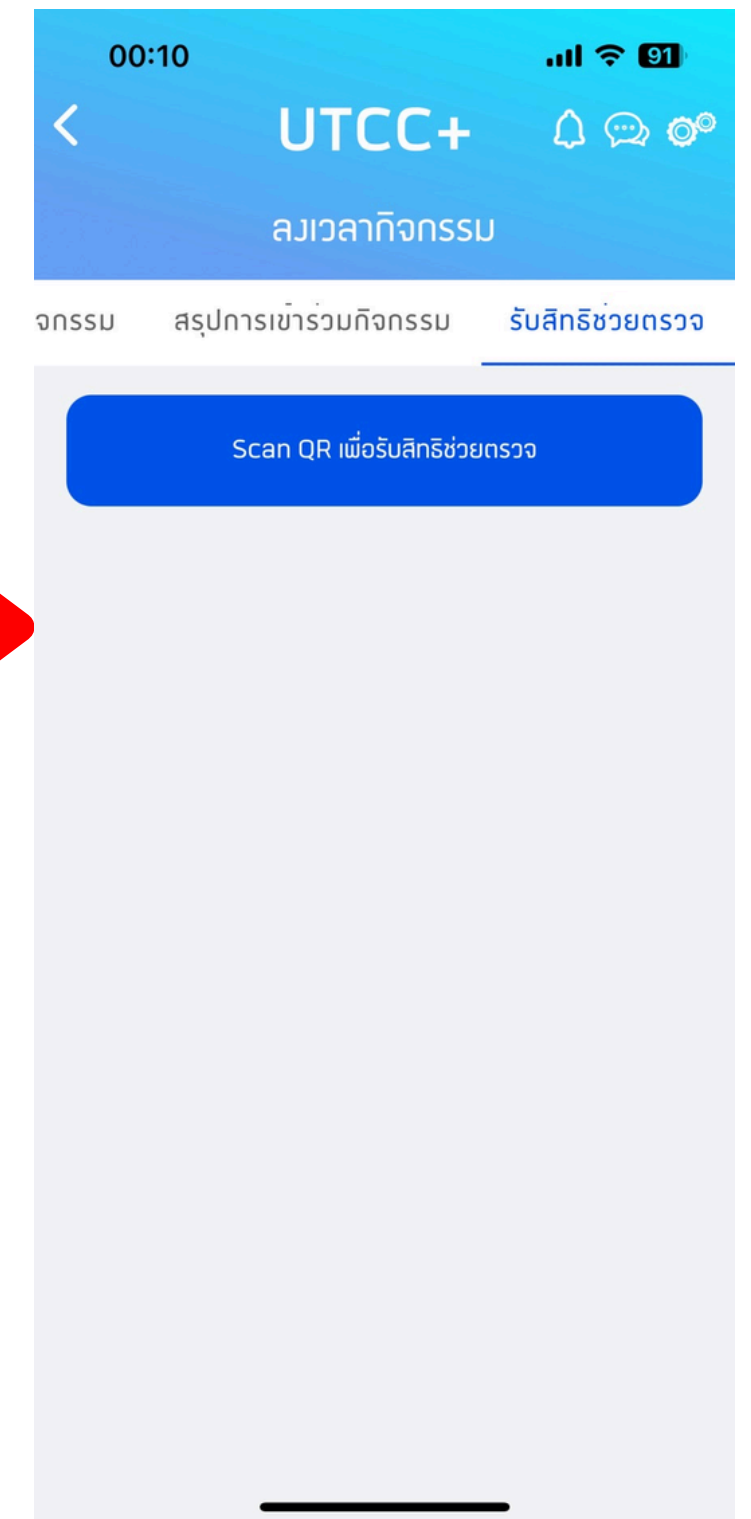 00:10
91
UTCC+
ลงเวลากิจกรรม
จกรรม สรุปการเข้าร่วมกิจกรรม รับสิทธิช่วยตรวจ
Scan QR เพื่อรับสิทธิช่วยตรวจ